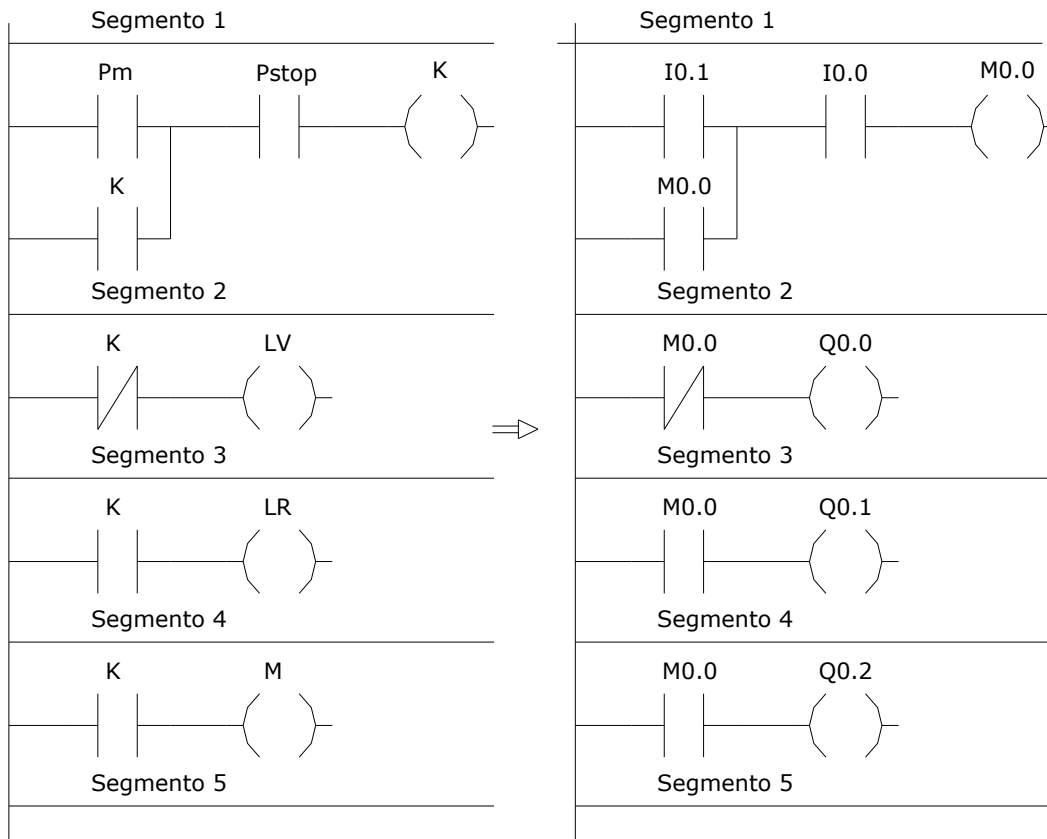 Segmento 1
Pm Pstop K
K
Segmento 2
K LV
Segmento 3
K LR
Segmento 4
K M
Segmento 5
Segmento 1
I0.1 I0.0 M0.0
M0.0
Segmento 2
M0.0 Q0.0
Segmento 3
M0.0 Q0.1
Segmento 4
M0.0 Q0.2
Segmento 5